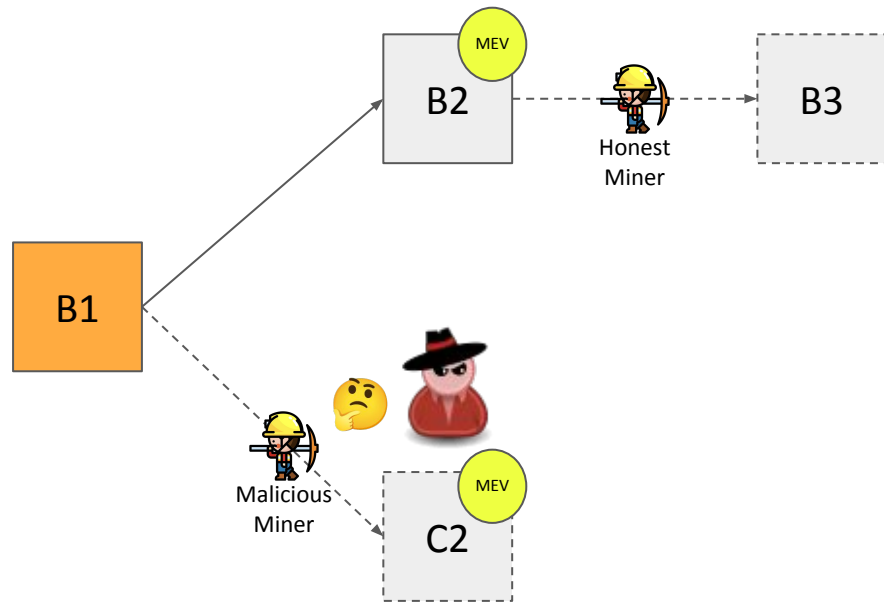 MEV
B2
B3
Honest
Miner
B1
Malicious
Miner
MEV
C2